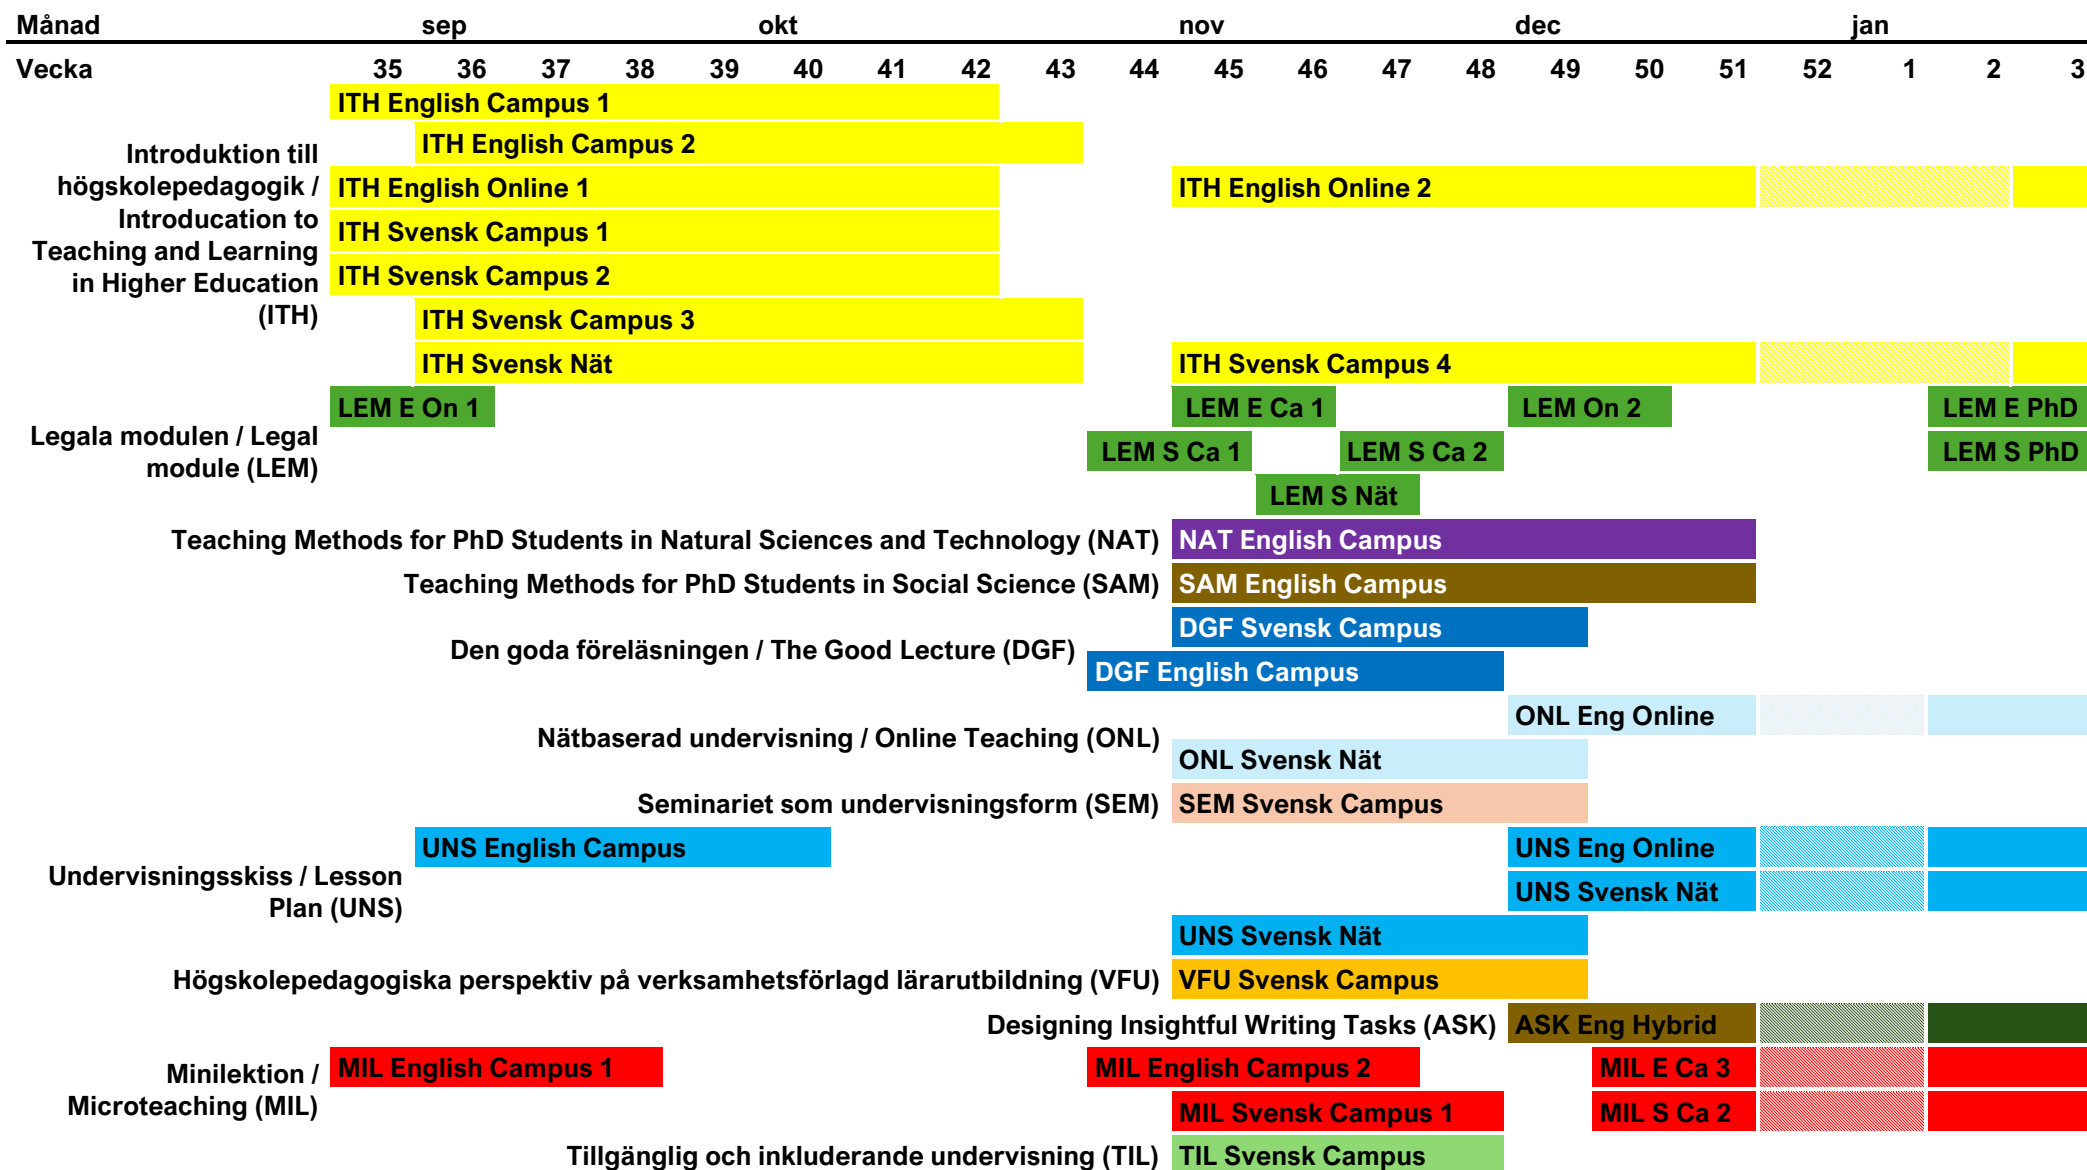 Månad sep okt nov dec jan
Vecka 35 36 37 38 39 40 41 42 43 44 45 46 47 48 49 50 51 52 1 2 3
Introduktion till
högskolepedagogik /
Introducation to
Teaching and Learning
in Higher Education
(ITH)
ITH English Campus 1
ITH English Campus 2
ITH English Online 1 ITH English Online 2
ITH Svensk Campus 1
ITH Svensk Campus 2
ITH Svensk Campus 3
ITH Svensk Nät ITH Svensk Campus 4
Legala modulen / Legal
module (LEM)
LEM E On 1 LEM E Ca 1 LEM On 2 LEM E PhD
LEM S Ca 1 LEM S Ca 2 LEM S PhD
LEM S Nät
Teaching Methods for PhD Students in Natural Sciences and Technology (NAT) NAT English Campus
Teaching Methods for PhD Students in Social Science (SAM) SAM English Campus
Den goda föreläsningen / The Good Lecture (DGF)
DGF Svensk Campus
DGF English Campus
Nätbaserad undervisning / Online Teaching (ONL)
ONL Eng Online
ONL Svensk Nät
Seminariet som undervisningsform (SEM) SEM Svensk Campus
Undervisningsskiss / Lesson
Plan (UNS)
UNS English Campus UNS Eng Online
UNS Svensk Nät
UNS Svensk Nät
Högskolepedagogiska perspektiv på verksamhetsförlagd lärarutbildning (VFU) VFU Svensk Campus
Designing Insightful Writing Tasks (ASK) ASK Eng Hybrid
Minilektion /
Microteaching (MIL)
MIL English Campus 1 MIL English Campus 2 MIL E Ca 3
MIL Svensk Campus 1 MIL S Ca 2
Tillgänglig och inkluderande undervisning (TIL) TIL Svensk Campus